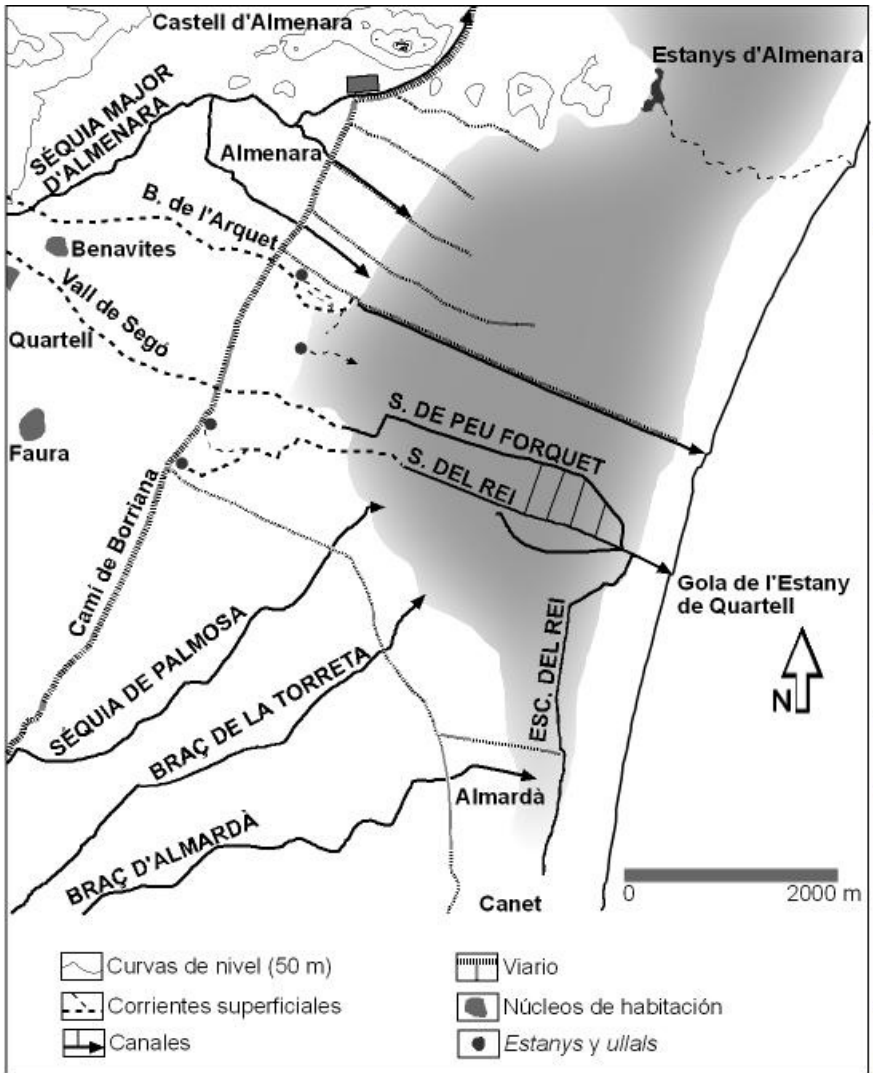 Castell d'Almenara
Estanys d'Almenara
SÉQUIA MAJOR
D'ALMENARA
Almenara
B. de l'Arquet
Benavites
Vall de Segó
Quartell
Faura
S. DE PEU FORQUET
S. DEL REI
Camí de Borriana
Gola de l'Estany
de Quartell
N
SÉQUIA DE PALMOSA
BRAÇ DE LA TORRETA
ESC. DEL REI
Almardà
BRAÇ D'ALMARDÀ
Canet
0 2000 m
Curvas de nivel (50 m)
Viario
Corrientes superficiales
Núcleos de habitación
Canales
Estanys y ullals